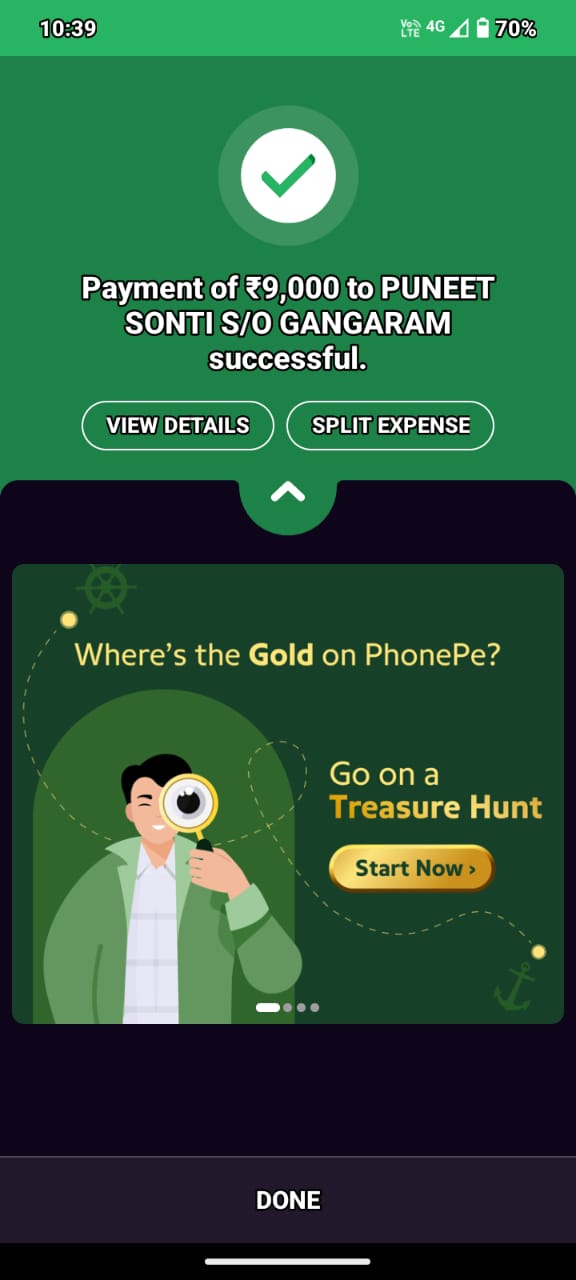 10:39
Vo))
LTE 4G 70%
Payment of ₹9,000 to PUNEET
SONTI S/O GANGARAM
successful.
VIEW DETAILS SPLIT EXPENSE
Where's the Gold on PhonePe?
Go on a
Treasure Hunt
Start Now ›
DONE